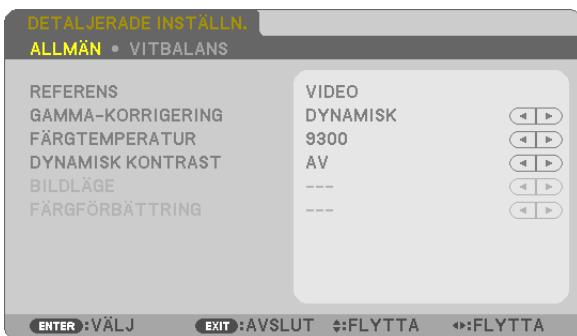 DETALJERADE INSTÄLLN.
ALLMÄN • VITBALANS
REFERENS VIDEO
GAMMA-KORRIGERING DYNAMISK
FÄRGTEMPERATUR 9300
DYNAMISK KONTRAST AV
BILDLÄGE ---
FÄRGFÖRBÄTTRING ---
ENTER :VÄLJ EXIT :AVSLUT :FLYTTA :FLYTTA